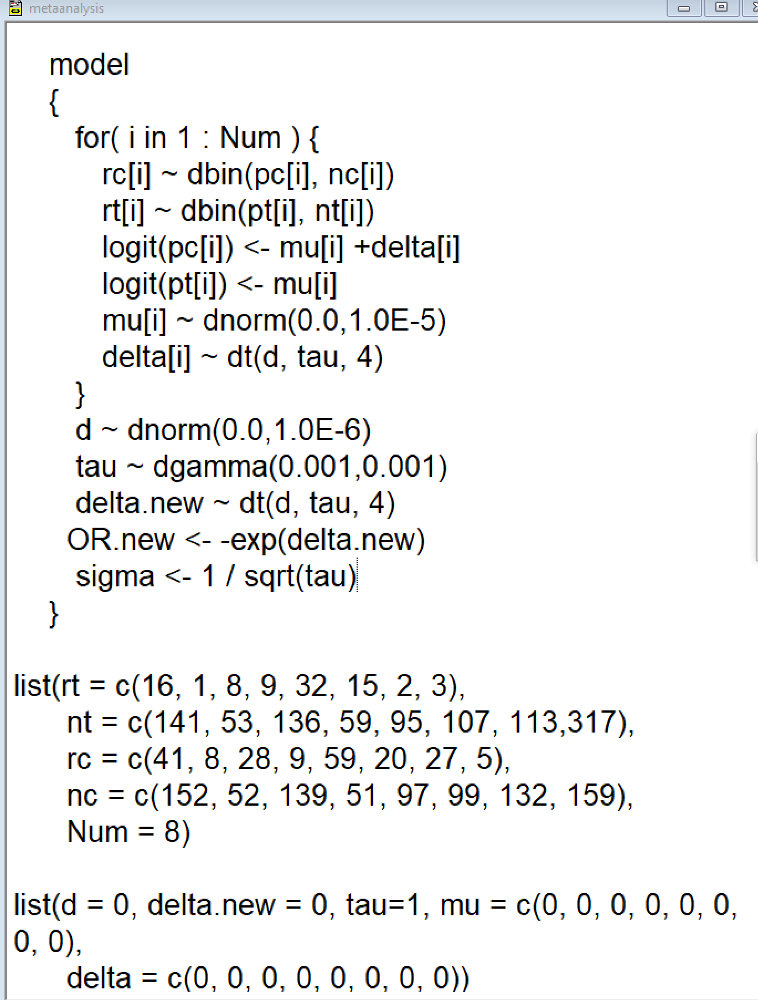 metaanalysis
model
{
for( i in 1 : Num ) {
rc[i] ~ dbin(pc[i], nc[i])
rt[i] ~ dbin(pt[i], nt[i])
logit(pc[i]) <- mu[i] +delta[i]
logit(pt[i]) <- mu[i]
mu[i] ~ dnorm(0.0,1.0E-5)
delta[i] ~ dt(d, tau, 4)
}
d ~ dnorm(0.0,1.0E-6)
tau ~ dgamma(0.001,0.001)
delta.new ~ dt(d, tau, 4)
OR.new <- -exp(delta.new)
sigma <- 1 / sqrt(tau)
}
list(rt = c(16, 1, 8, 9, 32, 15, 2, 3),
nt = c(141, 53, 136, 59, 95, 107, 113,317),
rc = c(41, 8, 28, 9, 59, 20, 27, 5),
nc = c(152, 52, 139, 51, 97, 99, 132, 159),
Num = 8)
list(d = 0, delta.new = 0, tau=1, mu = c(0, 0, 0, 0, 0, 0,
0, 0),
delta = c(0, 0, 0, 0, 0, 0, 0, 0))